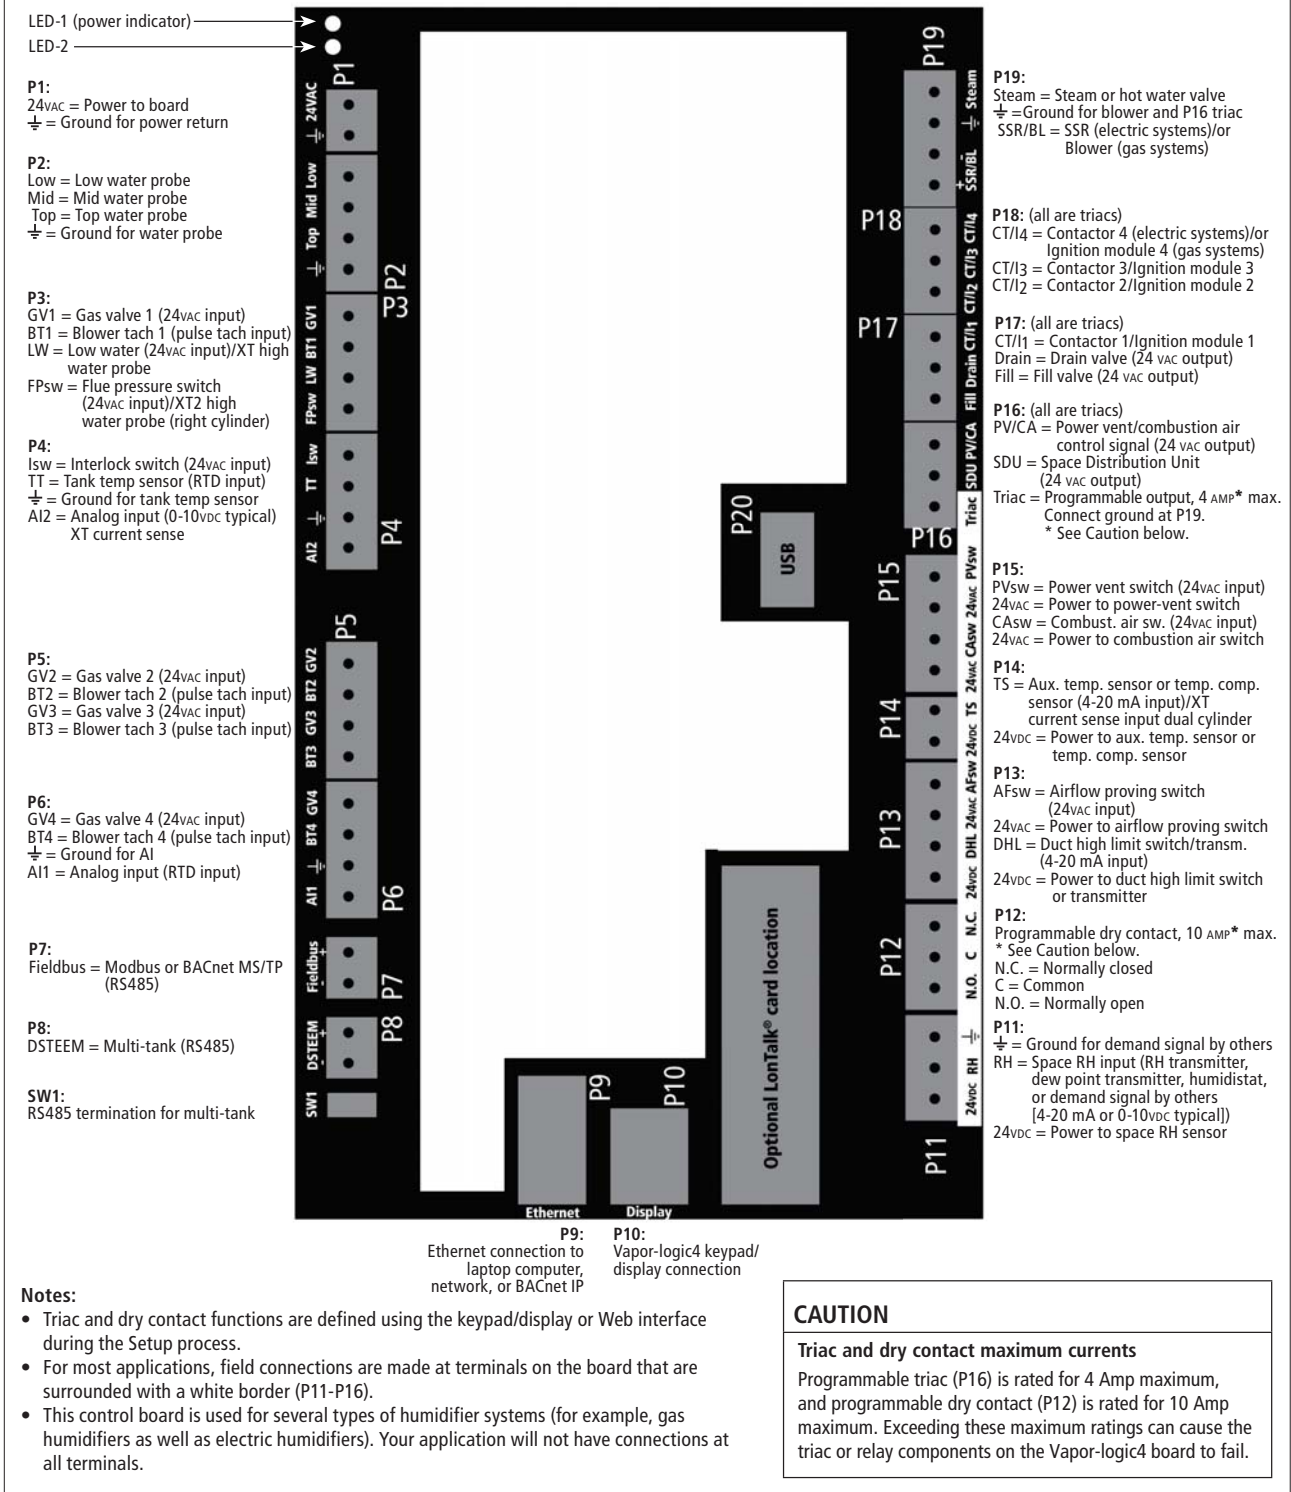 LED-1 (power indicator)
LED-2
P1:
24VAC = Power to board
⏚ = Ground for power return
P2:
Low = Low water probe
Mid = Mid water probe
Top = Top water probe
⏚ = Ground for water probe
P3:
GV1 = Gas valve 1 (24VAC input)
BT1 = Blower tach 1 (pulse tach input)
LW = Low water (24VAC input)/XT high
water probe
FPsw = Flue pressure switch
(24VAC input)/XT2 high
water probe (right cylinder)
P4:
Isw = Interlock switch (24VAC input)
TT = Tank temp sensor (RTD input)
⏚ = Ground for tank temp sensor
AI2 = Analog input (0-10VDC typical)
XT current sense
P5:
GV2 = Gas valve 2 (24VAC input)
BT2 = Blower tach 2 (pulse tach input)
GV3 = Gas valve 3 (24VAC input)
BT3 = Blower tach 3 (pulse tach input)
P6:
GV4 = Gas valve 4 (24VAC input)
BT4 = Blower tach 4 (pulse tach input)
⏚ = Ground for AI
AI1 = Analog input (RTD input)
P7:
Fieldbus = Modbus or BACnet MS/TP
(RS485)
P8:
DSTEEM = Multi-tank (RS485)
SW1:
RS485 termination for multi-tank
P1
⏚ 24VAC
⏚ Top Mid Low
P2
P3
FPsw LW BT1 GV1
⏚ TT Isw
AI2
P4
P5
BT3 GV3 BT2 GV2
AI1 ⏚ BT4 GV4
P6
- Fieldbus +
P7
- DSTEEM +
P8
SW1
P9
Ethernet
P10
Display
Optional LonTalk® card location
P20
USB
P19
+ SSR/BL - ⏚ Steam
P18
CT/I2 CT/I3 CT/I4
P17
Fill Drain CT/I1
Triac SDU PV/CA
P16
P15
24VAC CAsw 24VAC PVsw
P14
24VDC TS
P13
24VDC DHL 24VAC AFsw
P12
N.O. C N.C.
24VDC RH ⏚
P11
P19:
Steam = Steam or hot water valve
⏚ =Ground for blower and P16 triac
SSR/BL = SSR (electric systems)/or
Blower (gas systems)
P18: (all are triacs)
CT/I4 = Contactor 4 (electric systems)/or
Ignition module 4 (gas systems)
CT/I3 = Contactor 3/Ignition module 3
CT/I2 = Contactor 2/Ignition module 2
P17: (all are triacs)
CT/I1 = Contactor 1/Ignition module 1
Drain = Drain valve (24 VAC output)
Fill = Fill valve (24 VAC output)
P16: (all are triacs)
PV/CA = Power vent/combustion air
control signal (24 VAC output)
SDU = Space Distribution Unit
(24 VAC output)
Triac = Programmable output, 4 AMP* max.
Connect ground at P19.
* See Caution below.
P15:
PVsw = Power vent switch (24VAC input)
24VAC = Power to power-vent switch
CAsw = Combust. air sw. (24VAC input)
24VAC = Power to combustion air switch
P14:
TS = Aux. temp. sensor or temp. comp.
sensor (4-20 mA input)/XT
current sense input dual cylinder
24VDC = Power to aux. temp. sensor or
temp. comp. sensor
P13:
AFsw = Airflow proving switch
(24VAC input)
24VAC = Power to airflow proving switch
DHL = Duct high limit switch/transm.
(4-20 mA input)
24VDC = Power to duct high limit switch
or transmitter
P12:
Programmable dry contact, 10 AMP* max.
* See Caution below.
N.C. = Normally closed
C = Common
N.O. = Normally open
P11:
⏚ = Ground for demand signal by others
RH = Space RH input (RH transmitter,
dew point transmitter, humidistat,
or demand signal by others
[4-20 mA or 0-10VDC typical])
24VDC = Power to space RH sensor
P9:
Ethernet connection to
laptop computer,
network, or BACnet IP
P10:
Vapor-logic4 keypad/
display connection
Notes:
• Triac and dry contact functions are defined using the keypad/display or Web interface
during the Setup process.
• For most applications, field connections are made at terminals on the board that are
surrounded with a white border (P11-P16).
• This control board is used for several types of humidifier systems (for example, gas
humidifiers as well as electric humidifiers). Your application will not have connections at
all terminals.
CAUTION
Triac and dry contact maximum currents
Programmable triac (P16) is rated for 4 Amp maximum,
and programmable dry contact (P12) is rated for 10 Amp
maximum. Exceeding these maximum ratings can cause the
triac or relay components on the Vapor-logic4 board to fail.